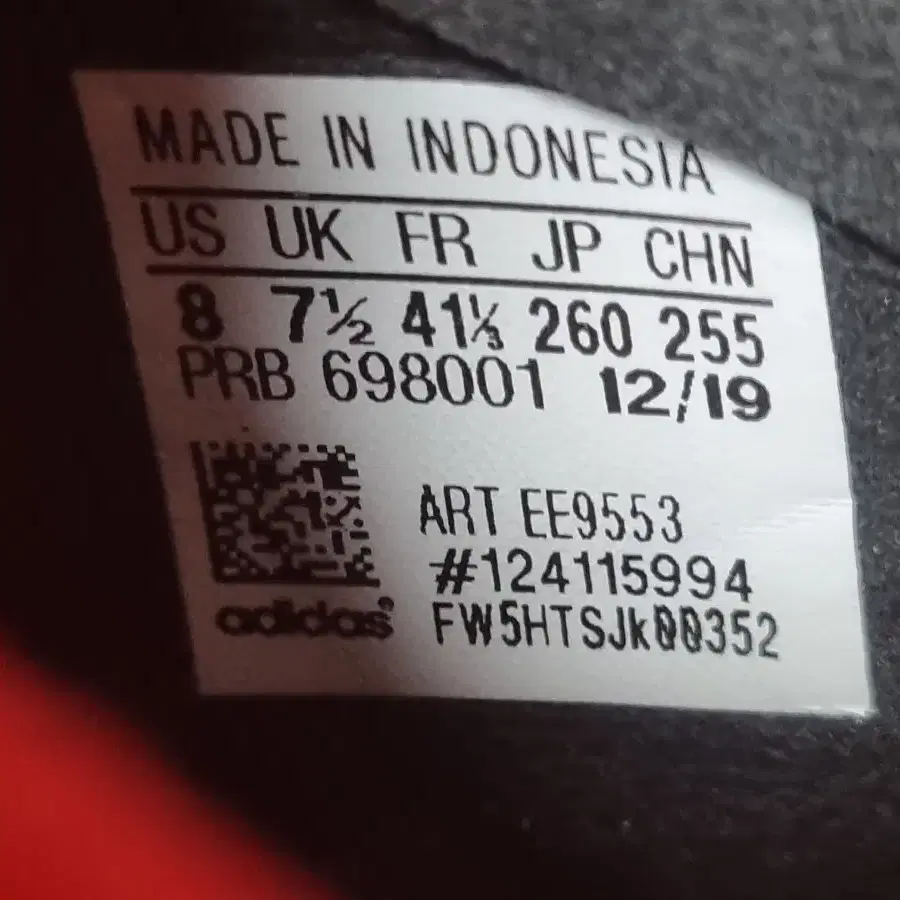 MADE IN INDONESIA
US UK FR JP CHN
8 7½ 41⅓ 260 255
PRB 698001 12/19
ART EE9553
#124115994
adidas® FW5HTSJk00352